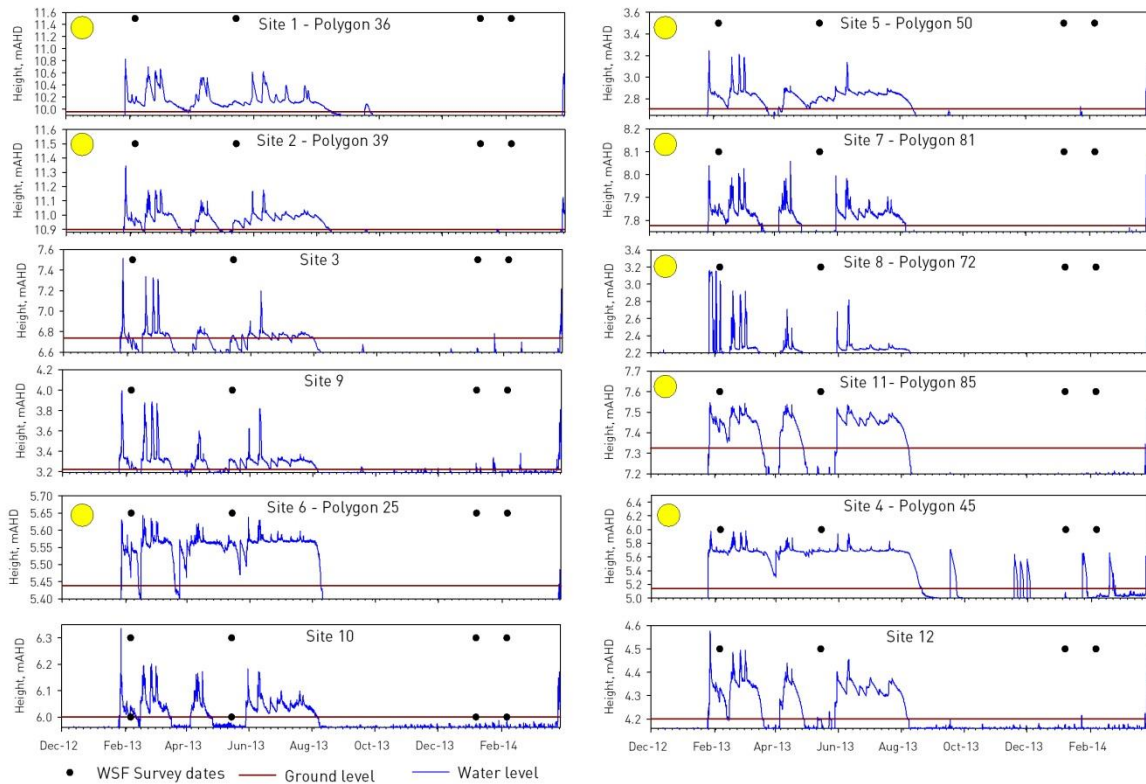 Site 1 - Polygon 36
Height, mAHD
11.6
11.4
11.2
11.0
10.8
10.6
10.4
10.2
10.0
Site 2 - Polygon 39
Height, mAHD
11.6
11.5
11.4
11.3
11.2
11.1
11.0
10.9
Site 3
Height, mAHD
7.6
7.4
7.2
7.0
6.8
6.6
Site 9
Height, mAHD
4.2
4.0
3.8
3.6
3.4
3.2
Site 6 - Polygon 25
Height, mAHD
5.70
5.65
5.60
5.55
5.50
5.45
5.40
Site 10
Height, mAHD
6.3
6.2
6.1
6.0
Dec-12 Feb-13 Apr-13 Jun-13 Aug-13 Oct-13 Dec-13 Feb-14
Site 5 - Polygon 50
Height, mAHD
3.6
3.4
3.2
3.0
2.8
Site 7 - Polygon 81
Height, mAHD
8.2
8.1
8.0
7.9
7.8
Site 8 - Polygon 72
Height, mAHD
3.4
3.2
3.0
2.8
2.6
2.4
2.2
Site 11- Polygon 85
Height, mAHD
7.7
7.6
7.5
7.4
7.3
7.2
Site 4 - Polygon 45
Height, mAHD
6.4
6.2
6.0
5.8
5.6
5.4
5.2
5.0
Site 12
Height, mAHD
4.6
4.5
4.4
4.3
4.2
Dec-12 Feb-13 Apr-13 Jun-13 Aug-13 Oct-13 Dec-13 Feb-14
WSF Survey dates Ground level Water level